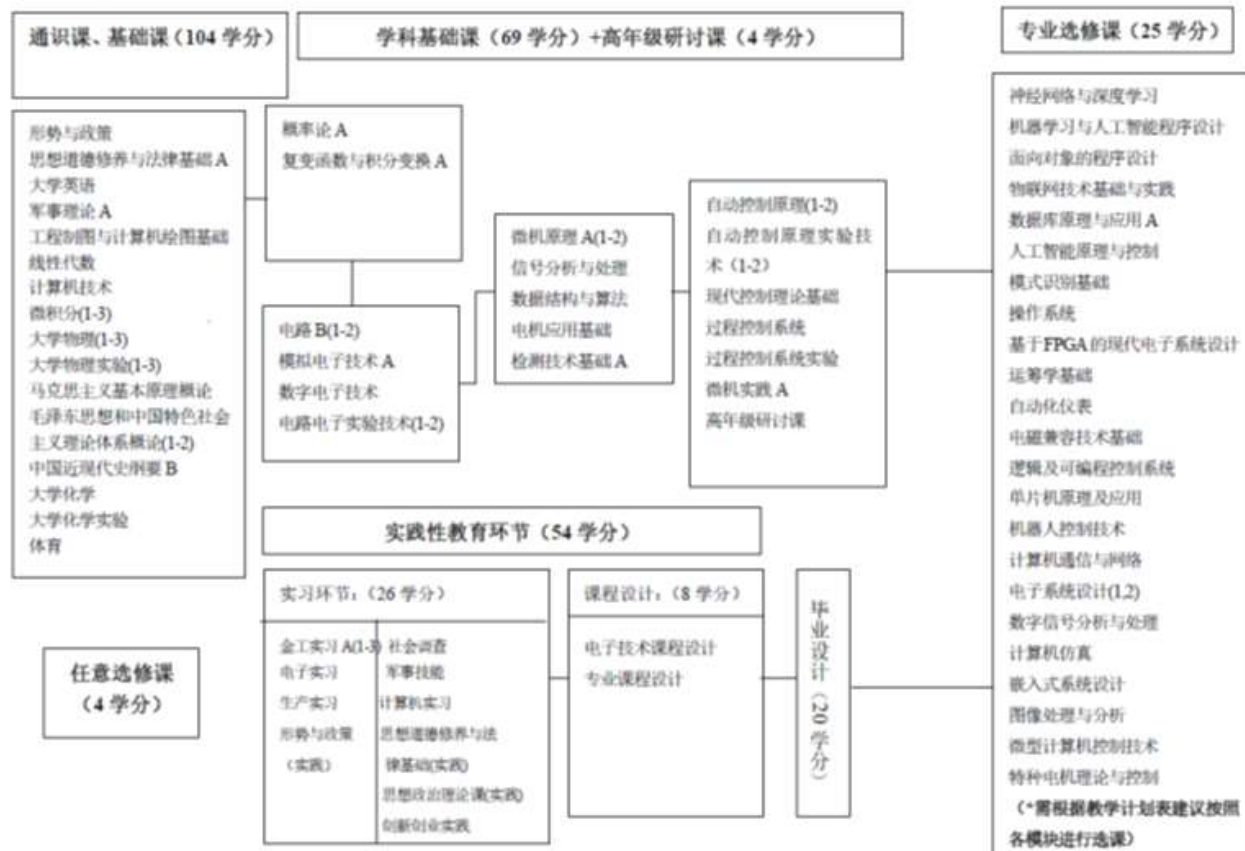 通识课、基础课（104 学分）
学科基础课（69 学分）+高年级研讨课（4 学分）
专业选修课（25 学分）
形势与政策
思想道德修养与法律基础 A
大学英语
军事理论 A
工程制图与计算机绘图基础
线性代数
计算机技术
微积分(1-3)
大学物理(1-3)
大学物理实验(1-3)
马克思主义基本原理概论
毛泽东思想和中国特色社会
主义理论体系概论(1-2)
中国近现代史纲要 B
大学化学
大学化学实验
体育
概率论 A
复变函数与积分变换 A
电路 B(1-2)
模拟电子技术 A
数字电子技术
电路电子实验技术(1-2)
微机原理 A(1-2)
信号分析与处理
数据结构与算法
电机应用基础
检测技术基础 A
自动控制原理(1-2)
自动控制原理实验技
术（1-2）
现代控制理论基础
过程控制系统
过程控制系统实验
微机实践 A
高年级研讨课
神经网络与深度学习
机器学习与人工智能程序设计
面向对象的程序设计
物联网技术基础与实践
数据库原理与应用 A
人工智能原理与控制
模式识别基础
操作系统
基于FPGA的现代电子系统设计
运筹学基础
自动化仪表
电磁兼容技术基础
逻辑及可编程控制系统
单片机原理及应用
机器人控制技术
计算机通信与网络
电子系统设计(1,2)
数字信号分析与处理
计算机仿真
嵌入式系统设计
图像处理与分析
微型计算机控制技术
特种电机理论与控制
（*需根据教学计划表建议按照
各模块进行选课）
实践性教育环节（54 学分）
实习环节：（26 学分）
金工实习 A(1-3)
电子实习
生产实习
形势与政策
（实践）
社会调查
军事技能
计算机实习
思想道德修养与法
律基础(实践)
思想政治理论课(实践)
创新创业实践
课程设计：（8 学分）
电子技术课程设计
专业课程设计
毕业设计（20 学分）
任意选修课
（4 学分）